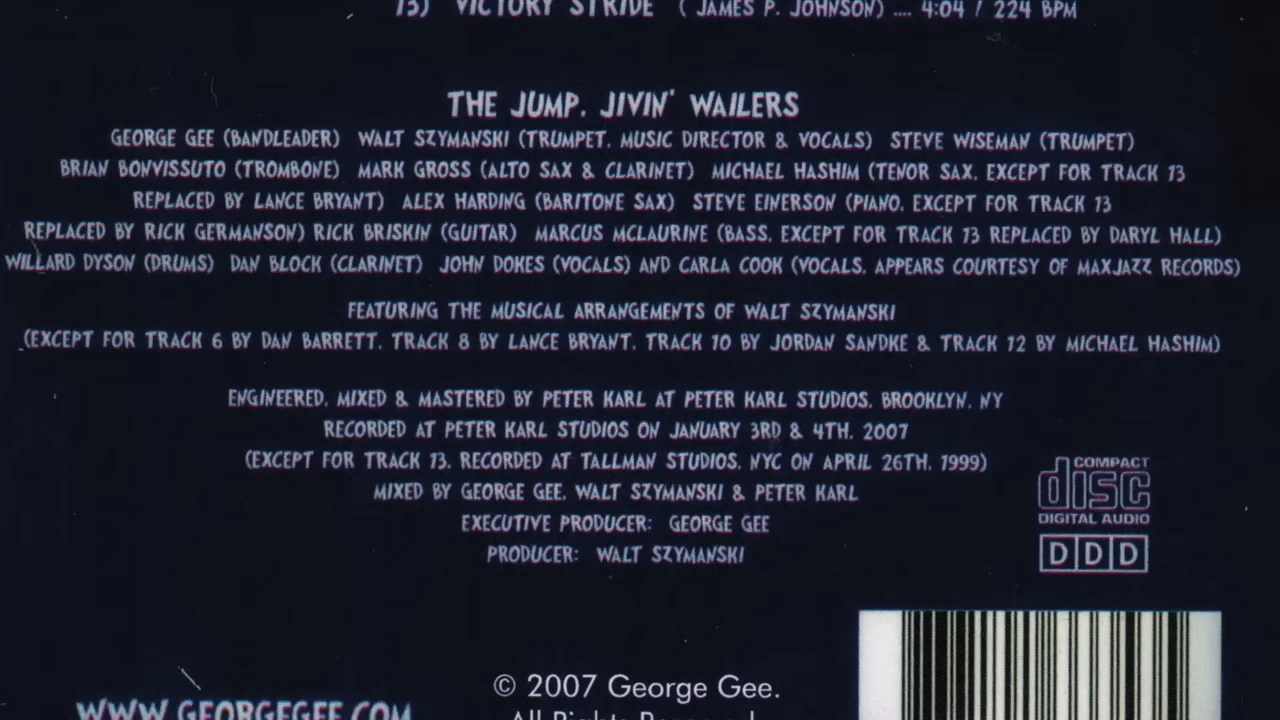 13) VICTORY STRIDE ( JAMES P. JOHNSON) .... 4:04 / 224 BPM
THE JUMP, JIVIN' WAILERS
GEORGE GEE (BANDLEADER) WALT SZYMANSKI (TRUMPET, MUSIC DIRECTOR & VOCALS) STEVE WISEMAN (TRUMPET)
BRIAN BONVISSUTO (TROMBONE) MARK GROSS (ALTO SAX & CLARINET) MICHAEL HASHIM (TENOR SAX, EXCEPT FOR TRACK 13
REPLACED BY LANCE BRYANT) ALEX HARDING (BARITONE SAX) STEVE EINERSON (PIANO, EXCEPT FOR TRACK 13
REPLACED BY RICK GERMANSON) RICK BRISKIN (GUITAR) MARCUS MCLAURINE (BASS, EXCEPT FOR TRACK 13 REPLACED BY DARYL HALL)
WILLARD DYSON (DRUMS) DAN BLOCK (CLARINET) JOHN DOKES (VOCALS) AND CARLA COOK (VOCALS, APPEARS COURTESY OF MAXJAZZ RECORDS)
FEATURING THE MUSICAL ARRANGEMENTS OF WALT SZYMANSKI
(EXCEPT FOR TRACK 6 BY DAN BARRETT, TRACK 8 BY LANCE BRYANT, TRACK 10 BY JORDAN SANDKE & TRACK 12 BY MICHAEL HASHIM)
ENGINEERED, MIXED & MASTERED BY PETER KARL AT PETER KARL STUDIOS, BROOKLYN, NY
RECORDED AT PETER KARL STUDIOS ON JANUARY 3RD & 4TH, 2007
(EXCEPT FOR TRACK 13, RECORDED AT TALLMAN STUDIOS, NYC ON APRIL 26TH, 1999)
MIXED BY GEORGE GEE, WALT SZYMANSKI & PETER KARL
EXECUTIVE PRODUCER: GEORGE GEE
PRODUCER: WALT SZYMANSKI
COMPACT
disc
DIGITAL AUDIO
DDD
© 2007 George Gee.
All Rights Reserved.
WWW.GEORGEGEE.COM